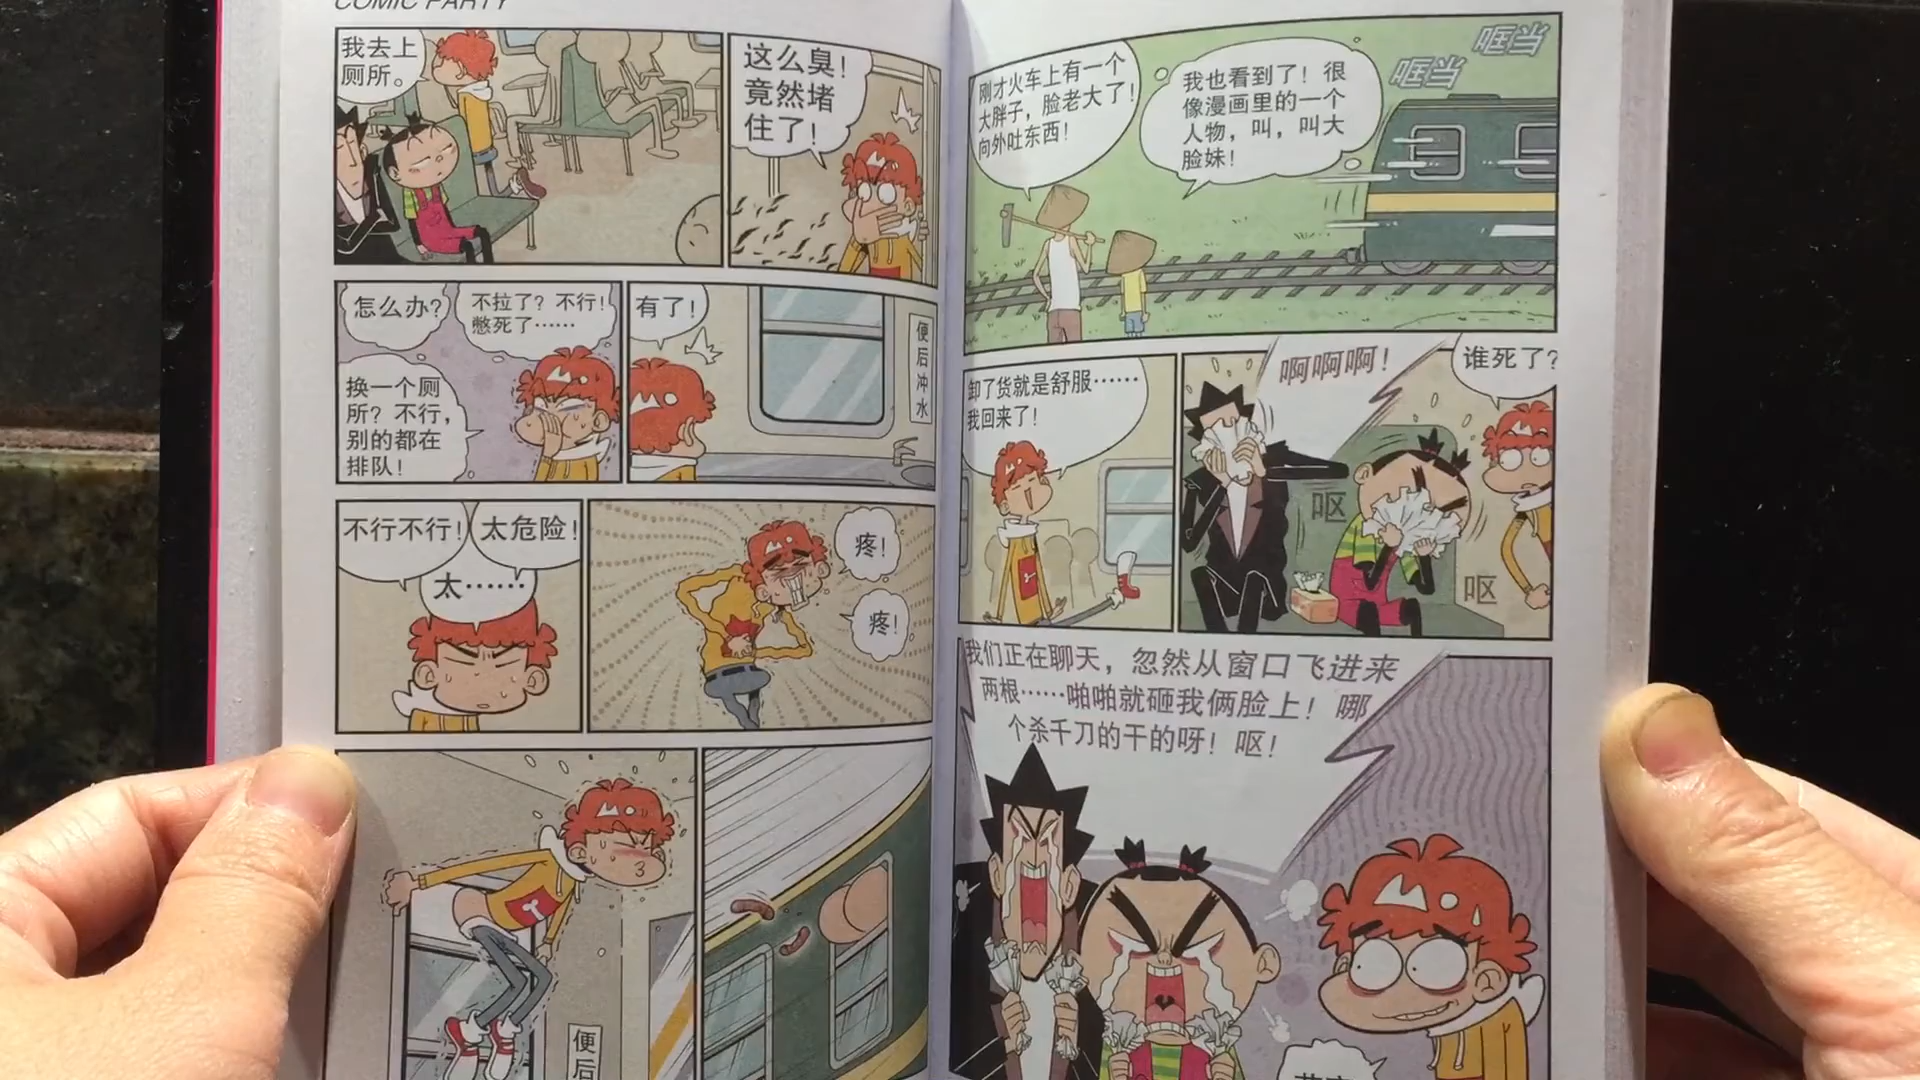 COMIC PARTY
我去上
厕所。
这么臭！
竟然堵
住了！
怎么办？
不拉了？不行！
憋死了……
换一个厕
所？不行，
别的都在
排队！
有了！
便后冲水
不行不行！
太危险！
太……
疼！
疼！
便后
刚才火车上有一个
大胖子，脸老大了！
向外吐东西！
我也看到了！很
像漫画里的一个
人物，叫，叫大
脸妹！
哐当
哐当
卸了货就是舒服……
我回来了！
啊啊啊！
谁死了？
呕
呕
我们正在聊天，忽然从窗口飞进来
两根……啪啪就砸我俩脸上！哪
个杀千刀的干的呀！呕！